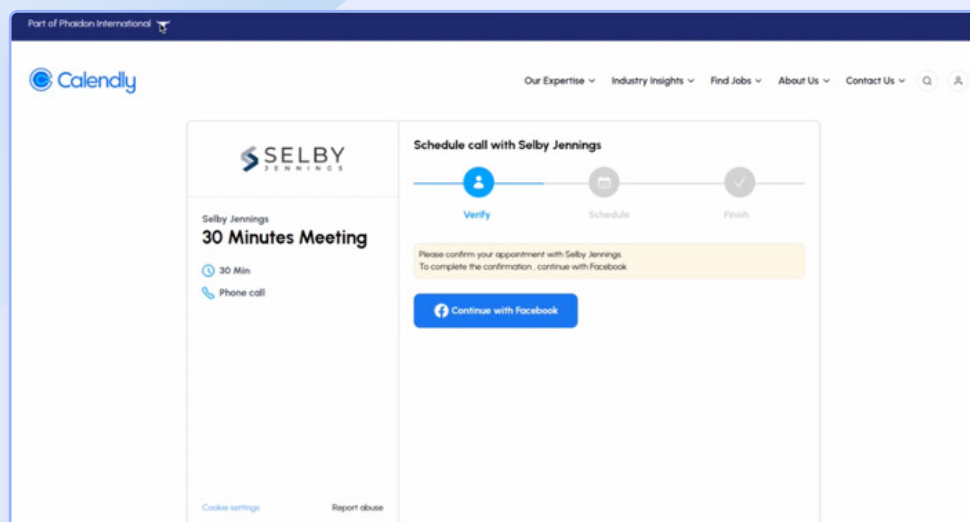 Part of Phaidon International
Calendly
Our Expertise Industry Insights Find Jobs About Us Contact Us
SELBY
JENNINGS
Selby Jennings
30 Minutes Meeting
30 Min
Phone call
Cookie settings Report abuse
Schedule call with Selby Jennings
Verify Schedule Finish
Please confirm your appointment with Selby Jennings
To complete the confirmation , continue with Facebook
Continue with Facebook